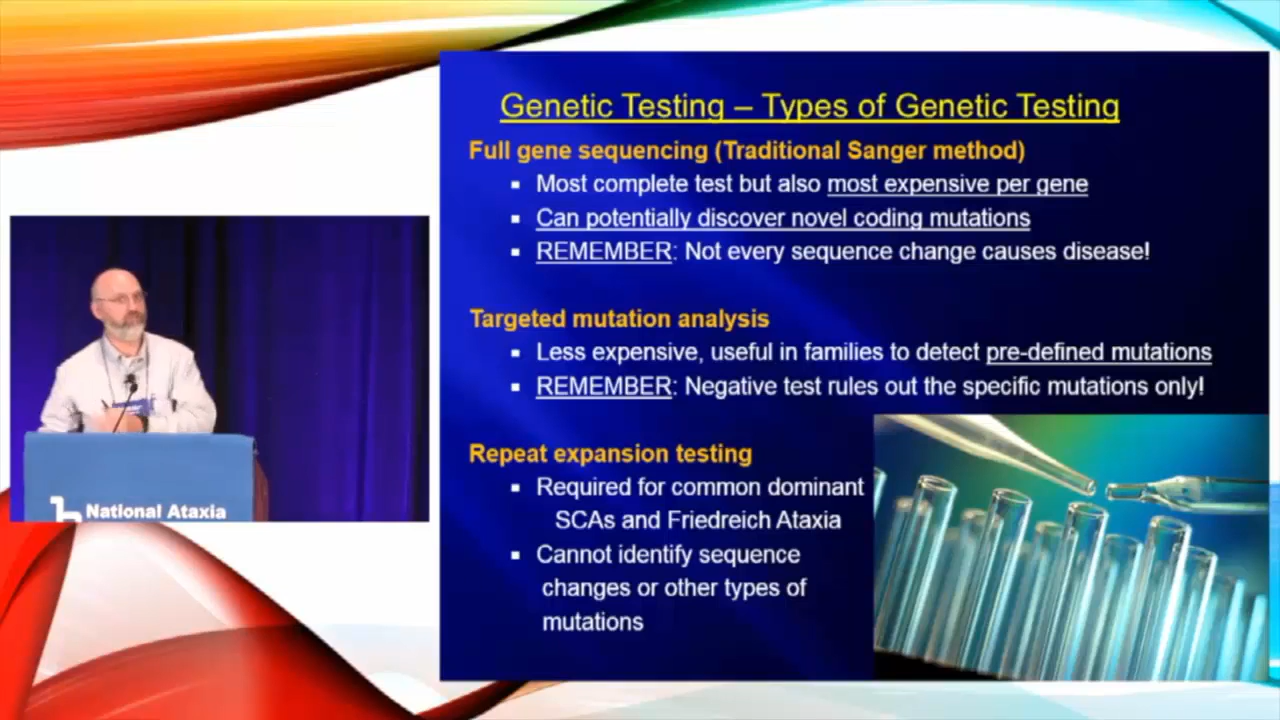 Genetic Testing – Types of Genetic Testing
Full gene sequencing (Traditional Sanger method)
▪ Most complete test but also most expensive per gene
▪ Can potentially discover novel coding mutations
▪ REMEMBER: Not every sequence change causes disease!
Targeted mutation analysis
▪ Less expensive, useful in families to detect pre-defined mutations
▪ REMEMBER: Negative test rules out the specific mutations only!
Repeat expansion testing
▪ Required for common dominant
SCAs and Friedreich Ataxia
▪ Cannot identify sequence
changes or other types of
mutations
National Ataxia